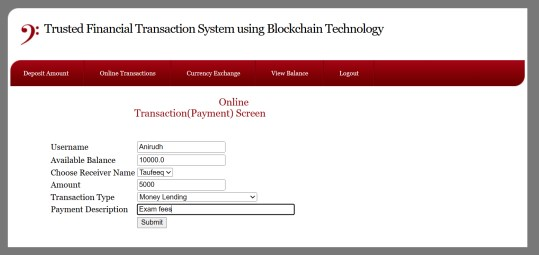 Trusted Financial Transaction System using Blockchain Technology
Deposit Amount Online Transactions Currency Exchange View Balance Logout
Online
Transaction(Payment) Screen
Username Anirudh
Available Balance 10000.0
Choose Receiver Name Taufeeq
Amount 5000
Transaction Type Money Lending
Payment Description Exam fees
Submit